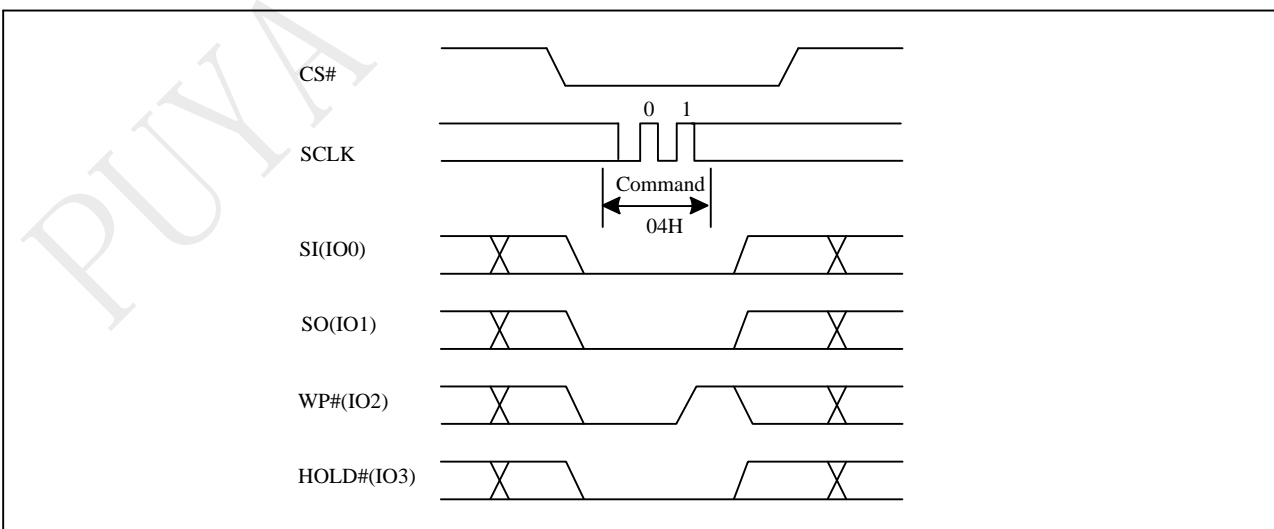 PUYA
CS#
0 1
SCLK
Command
04H
SI(IO0)
SO(IO1)
WP#(IO2)
HOLD#(IO3)